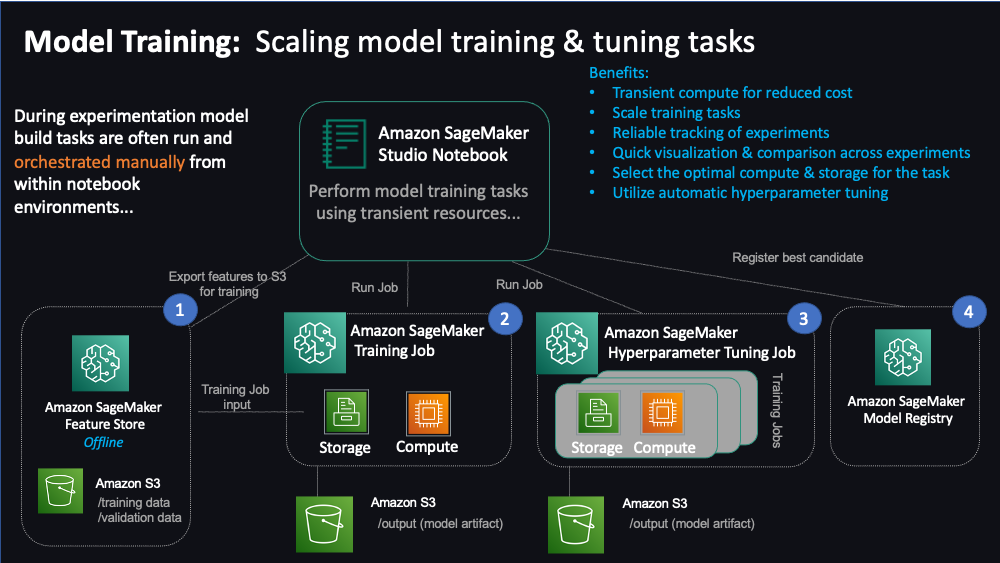 Model Training: Scaling model training & tuning tasks
During experimentation model
build tasks are often run and
orchestrated manually from
within notebook
environments...
Amazon SageMaker
Studio Notebook
Perform model training tasks
using transient resources...
Benefits:
• Transient compute for reduced cost
• Scale training tasks
• Reliable tracking of experiments
• Quick visualization & comparison across experiments
• Select the optimal compute & storage for the task
• Utilize automatic hyperparameter tuning
Export features to S3
for training
Run Job
Run Job
Register best candidate
1
Amazon SageMaker
Feature Store
Offline
Amazon S3
/training data
/validation data
Training Job
input
2
Amazon SageMaker
Training Job
Storage
Compute
Amazon S3
/output (model artifact)
3
Amazon SageMaker
Hyperparameter Tuning Job
Storage
Compute
Training Jobs
Amazon S3
/output (model artifact)
4
Amazon SageMaker
Model Registry